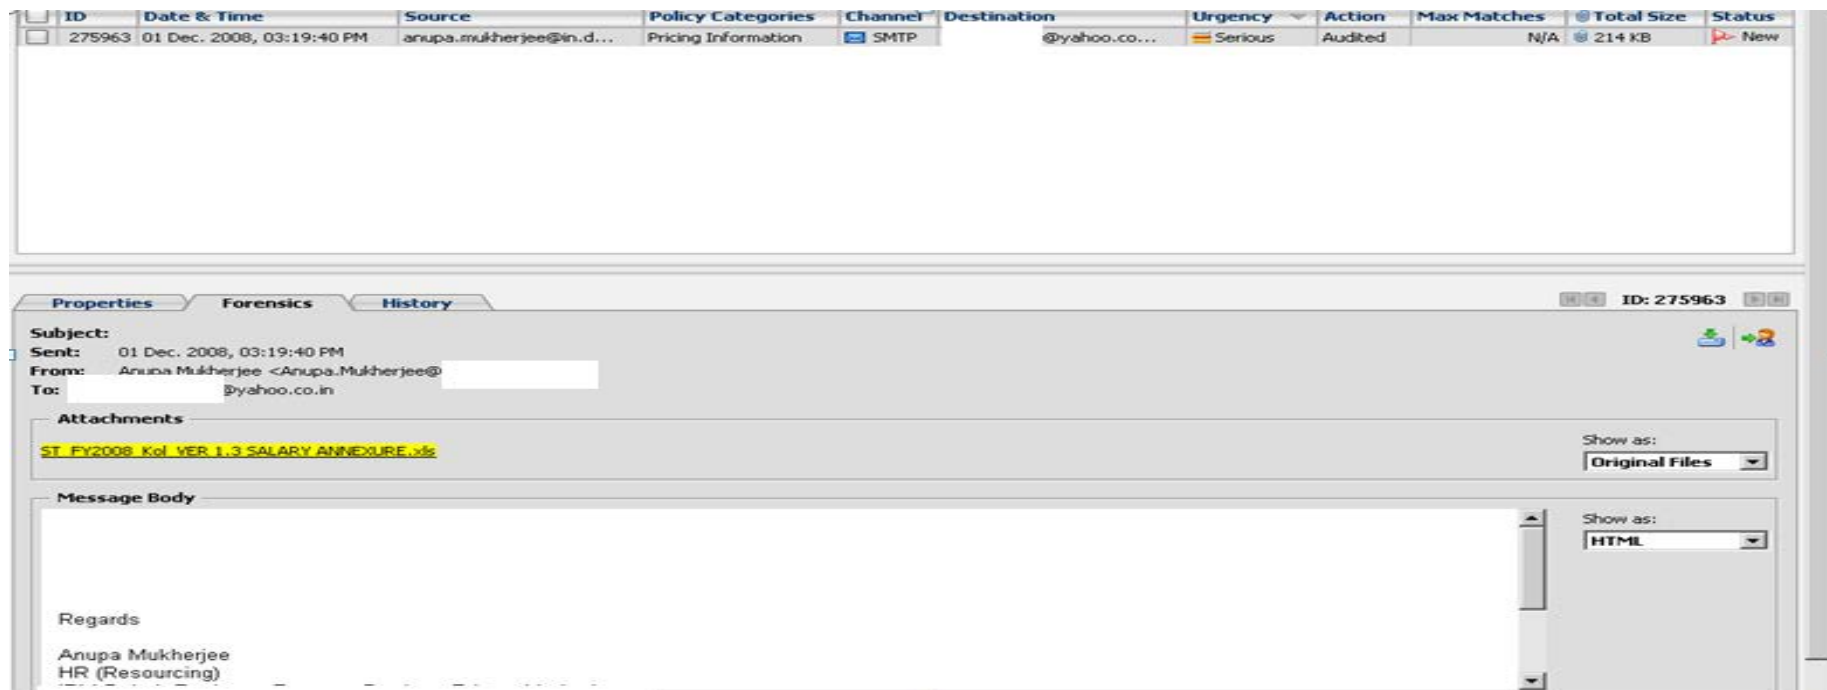 ID Date & Time Source Policy Categories Channel Destination Urgency Action Max Matches Total Size Status
275963 01 Dec. 2008, 03:19:40 PM anupa.mukherjee@in.d... Pricing Information SMTP @yahoo.co... Serious Audited N/A 214 KB New
Properties Forensics History ID: 275963
Subject:
Sent: 01 Dec. 2008, 03:19:40 PM
From: Anupa Mukherjee <Anupa.Mukherjee@
To: @yahoo.co.in
Attachments
ST_FY2008_Kol_VER 1.3 SALARY ANNEXURE.xls
Show as:
Original Files
Message Body
Show as:
HTML
Regards
Anupa Mukherjee
HR (Resourcing)